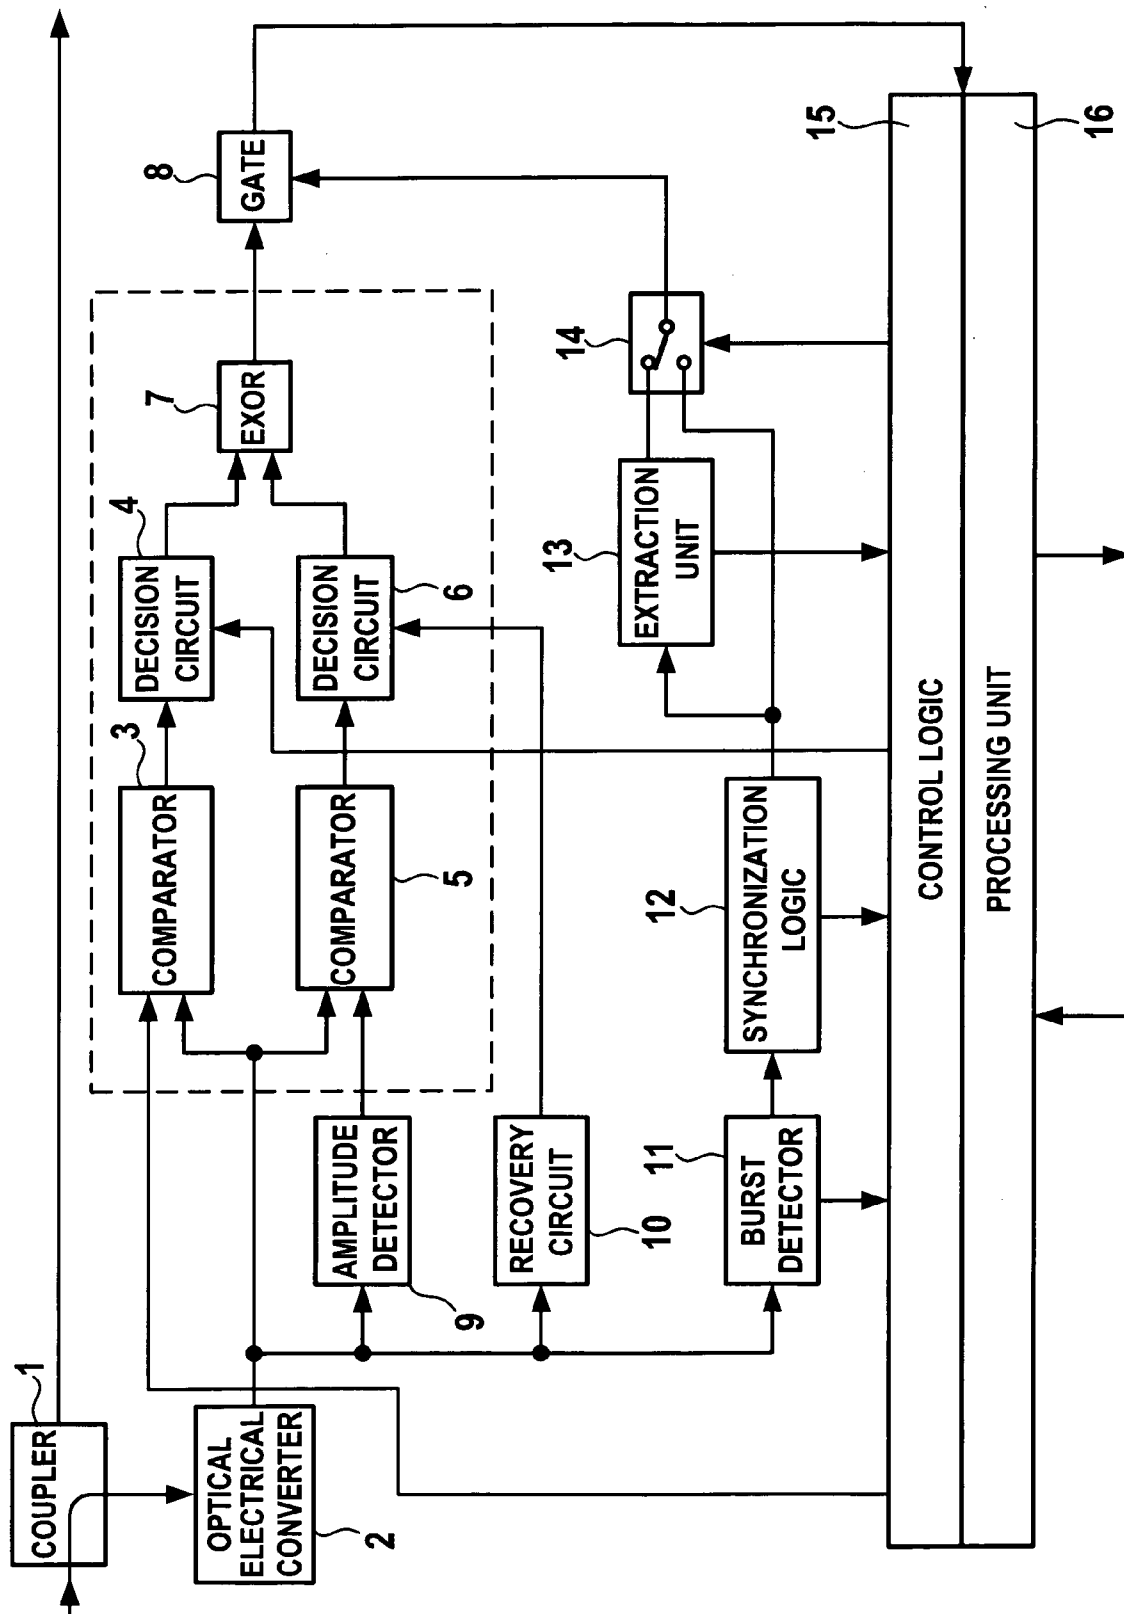 1
COUPLER
OPTICAL
ELECTRICAL
CONVERTER
2
3
COMPARATOR
4
DECISION
CIRCUIT
COMPARATOR
5
DECISION
CIRCUIT
6
7
EXOR
8
GATE
AMPLITUDE
DETECTOR
9
RECOVERY
CIRCUIT
10
11
BURST
DETECTOR
12
SYNCHRONIZATION
LOGIC
13
EXTRACTION
UNIT
14
15
CONTROL LOGIC
PROCESSING UNIT
16